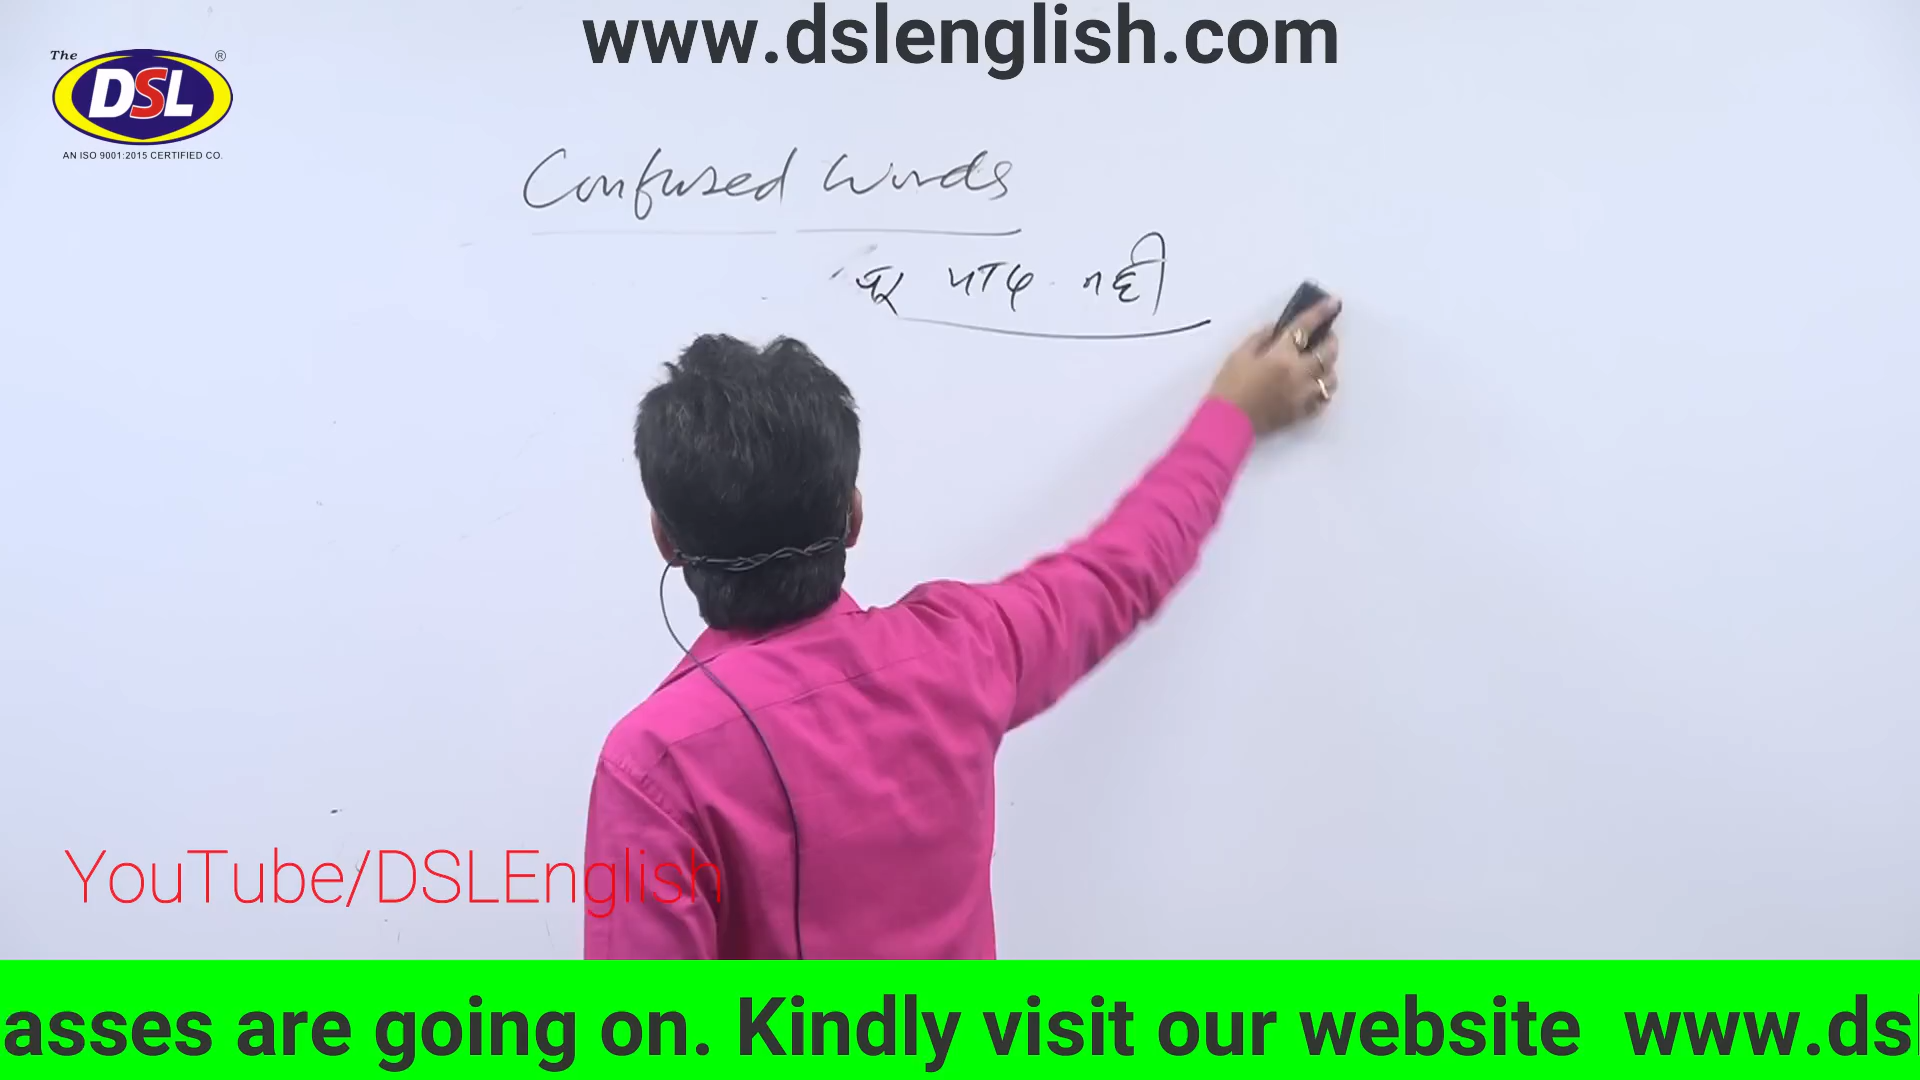 www.dslenglish.com
The
®
DSL
AN ISO 9001:2015 CERTIFIED CO.
Confused Words
नही
YouTube/DSLEnglish
asses are going on. Kindly visit our website www.ds